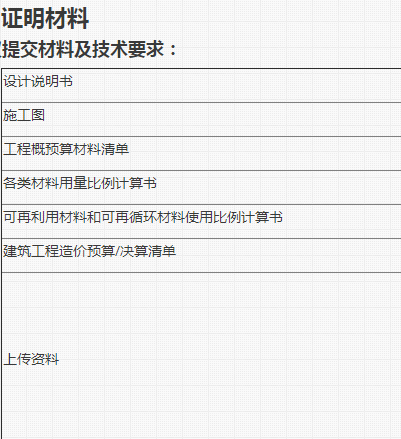 证明材料
提交材料及技术要求：
设计说明书
施工图
工程概预算材料清单
各类材料用量比例计算书
可再利用材料和可再循环材料使用比例计算书
建筑工程造价预算/决算清单
上传资料